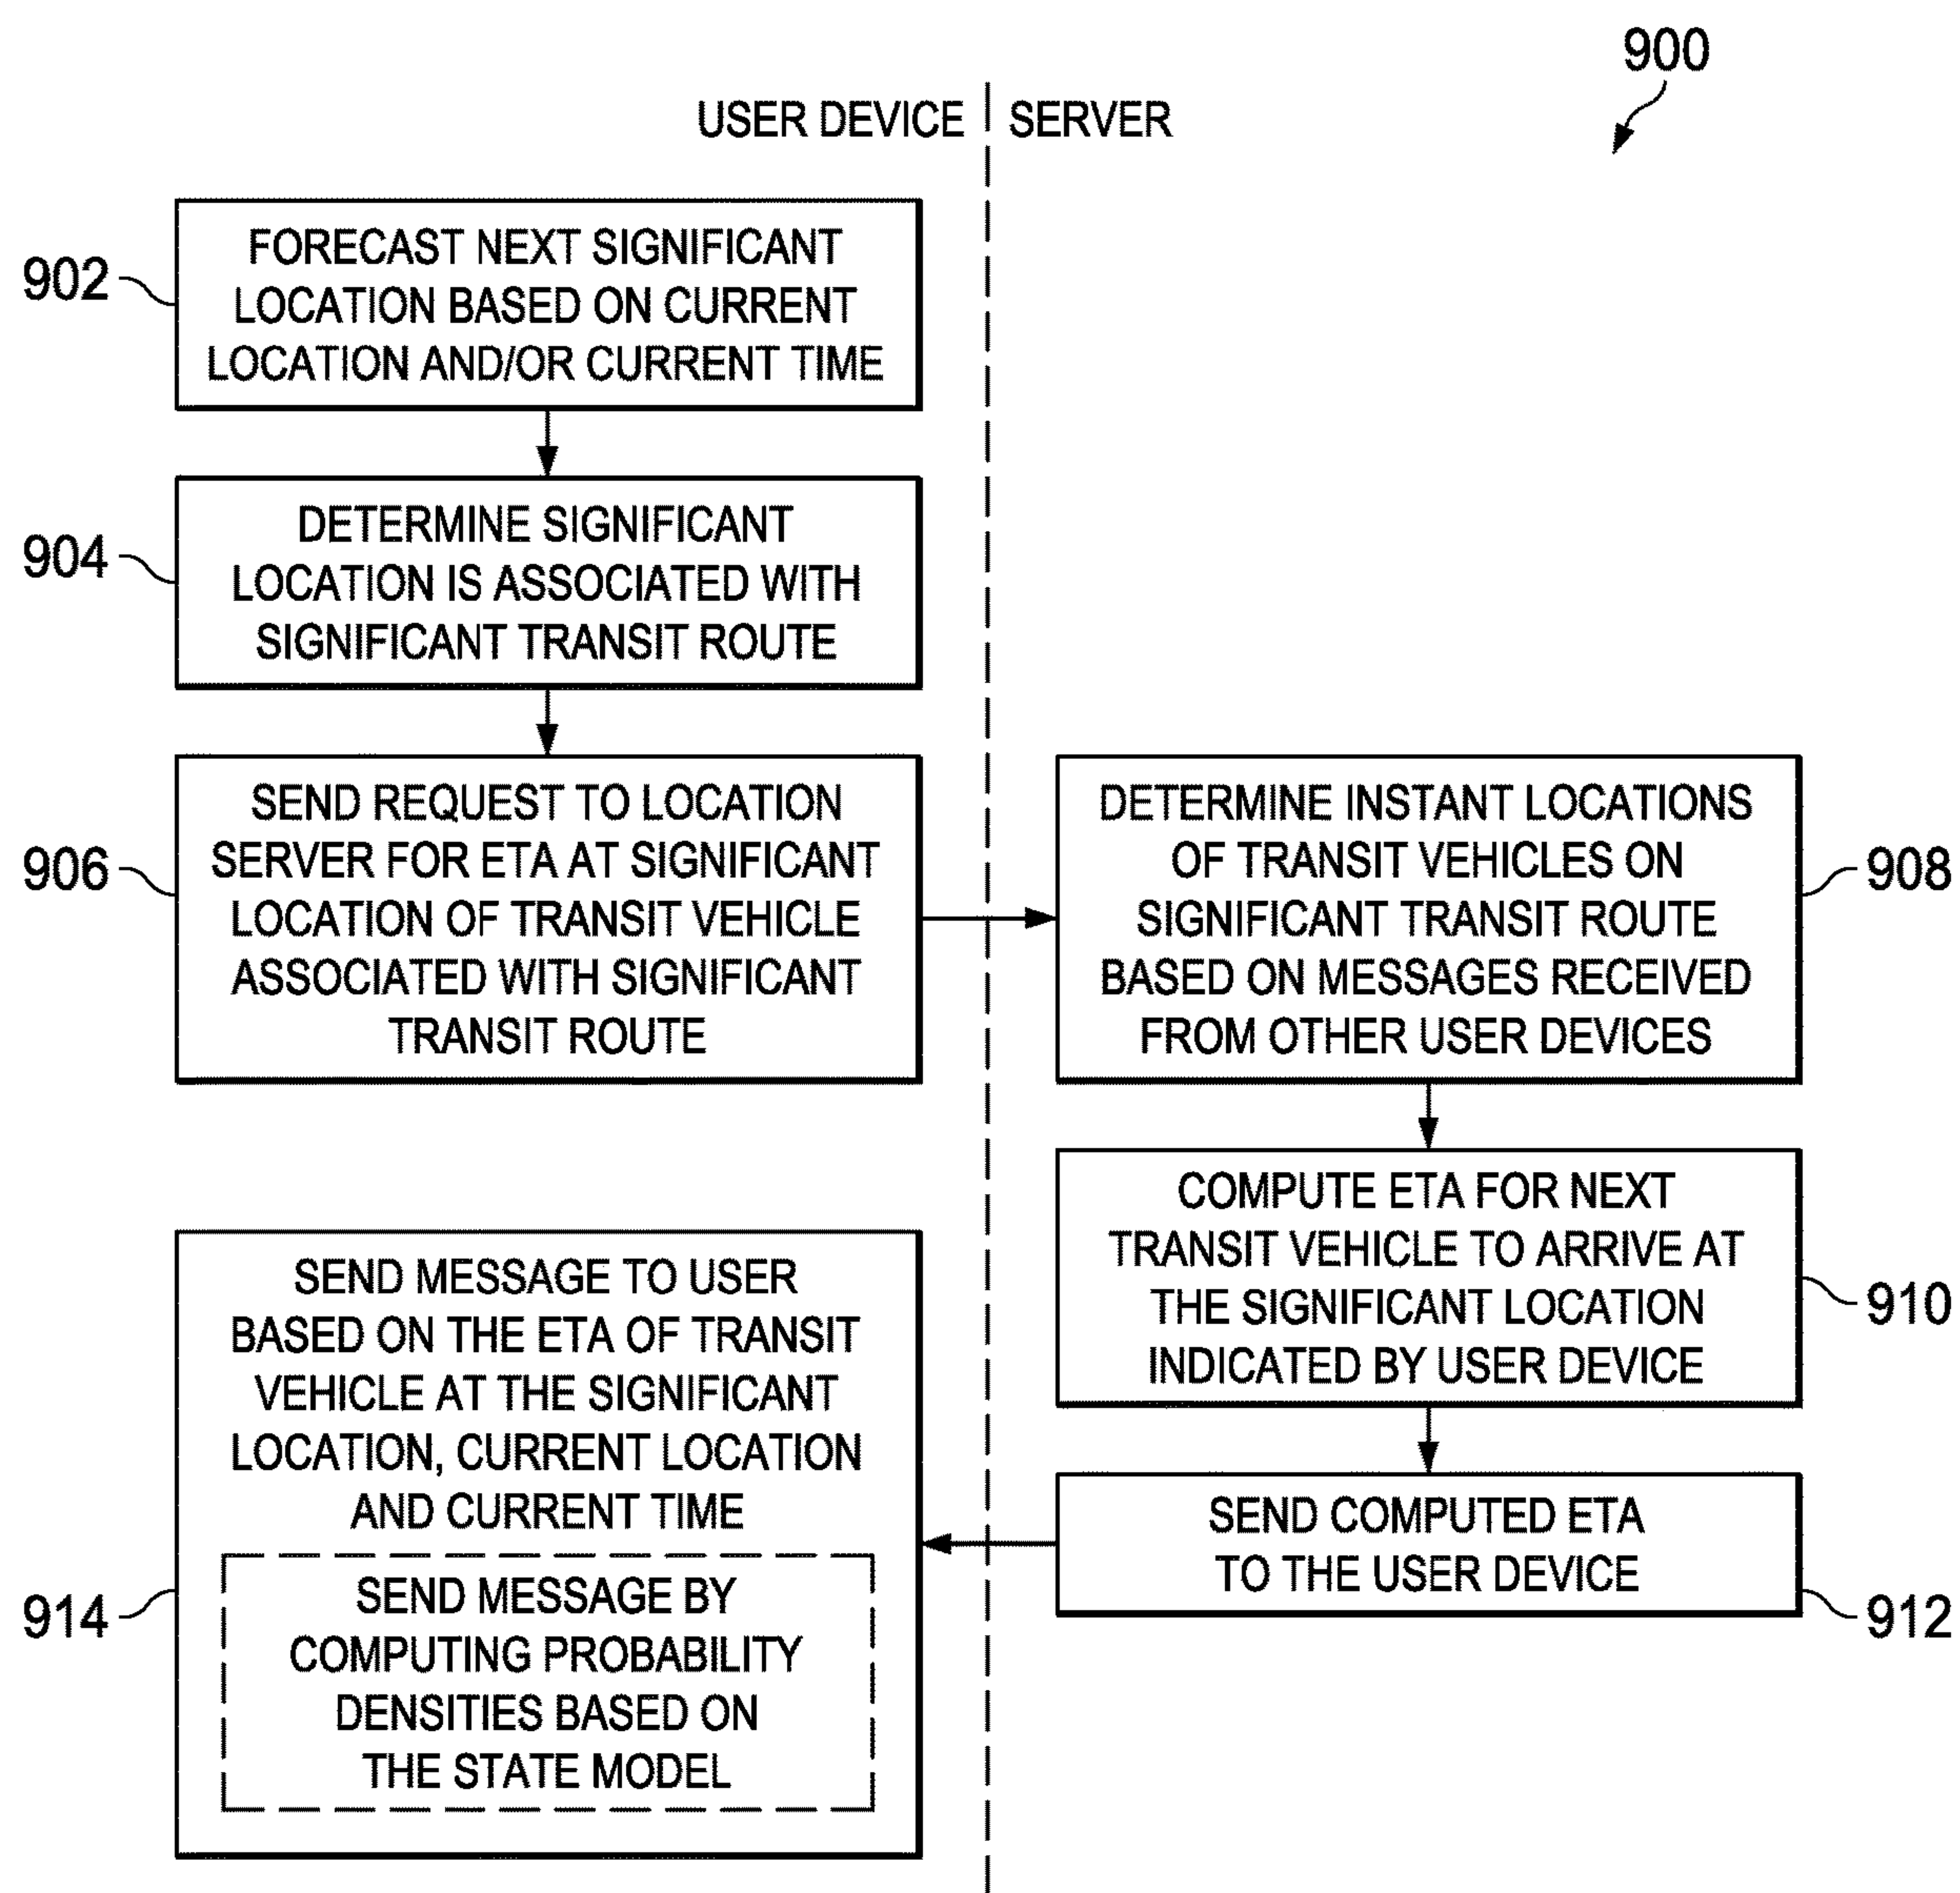 900
USER DEVICE
SERVER
902
FORECAST NEXT SIGNIFICANT
LOCATION BASED ON CURRENT
LOCATION AND/OR CURRENT TIME
904
DETERMINE SIGNIFICANT
LOCATION IS ASSOCIATED WITH
SIGNIFICANT TRANSIT ROUTE
906
SEND REQUEST TO LOCATION
SERVER FOR ETA AT SIGNIFICANT
LOCATION OF TRANSIT VEHICLE
ASSOCIATED WITH SIGNIFICANT
TRANSIT ROUTE
DETERMINE INSTANT LOCATIONS
OF TRANSIT VEHICLES ON
SIGNIFICANT TRANSIT ROUTE
BASED ON MESSAGES RECEIVED
FROM OTHER USER DEVICES
908
COMPUTE ETA FOR NEXT
TRANSIT VEHICLE TO ARRIVE AT
THE SIGNIFICANT LOCATION
INDICATED BY USER DEVICE
910
SEND COMPUTED ETA
TO THE USER DEVICE
912
914
SEND MESSAGE TO USER
BASED ON THE ETA OF TRANSIT
VEHICLE AT THE SIGNIFICANT
LOCATION, CURRENT LOCATION
AND CURRENT TIME
SEND MESSAGE BY
COMPUTING PROBABILITY
DENSITIES BASED ON
THE STATE MODEL